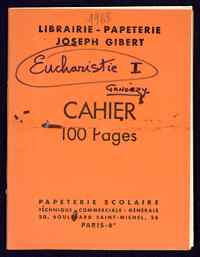 1963
LIBRAIRIE - PAPETERIE
JOSEPH GIBERT
Eucharistie I
CAHIER
100 Pages
PAPETERIE SCOLAIRE
TECHNIQUE - COMMERCIALE - GÉNÉRALE
30, BOULEVARD SAINT-MICHEL, 30
PARIS-6e